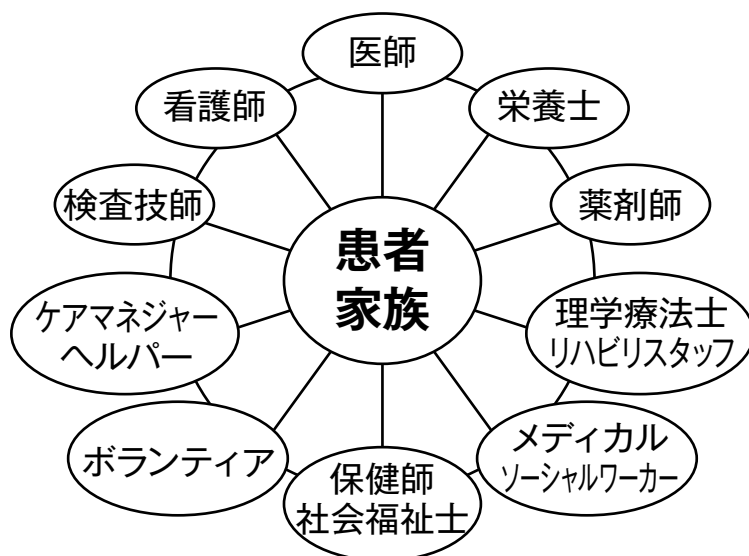 医師
看護師
栄養士
検査技師
薬剤師
患者
家族
ケアマネジャー
ヘルパー
理学療法士
リハビリスタッフ
ボランティア
メディカル
ソーシャルワーカー
保健師
社会福祉士